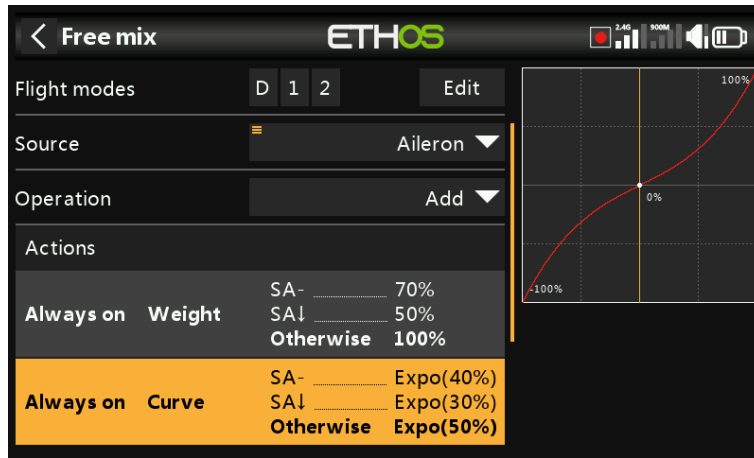 Free mix
ETHOS
2.4G
900M
Flight modes
D 1 2
Edit
Source
Aileron
Operation
Add
Actions
Always on Weight
SA- 70%
SA↓ 50%
Otherwise 100%
Always on Curve
SA- Expo(40%)
SA↓ Expo(30%)
Otherwise Expo(50%)
100%
0%
-100%